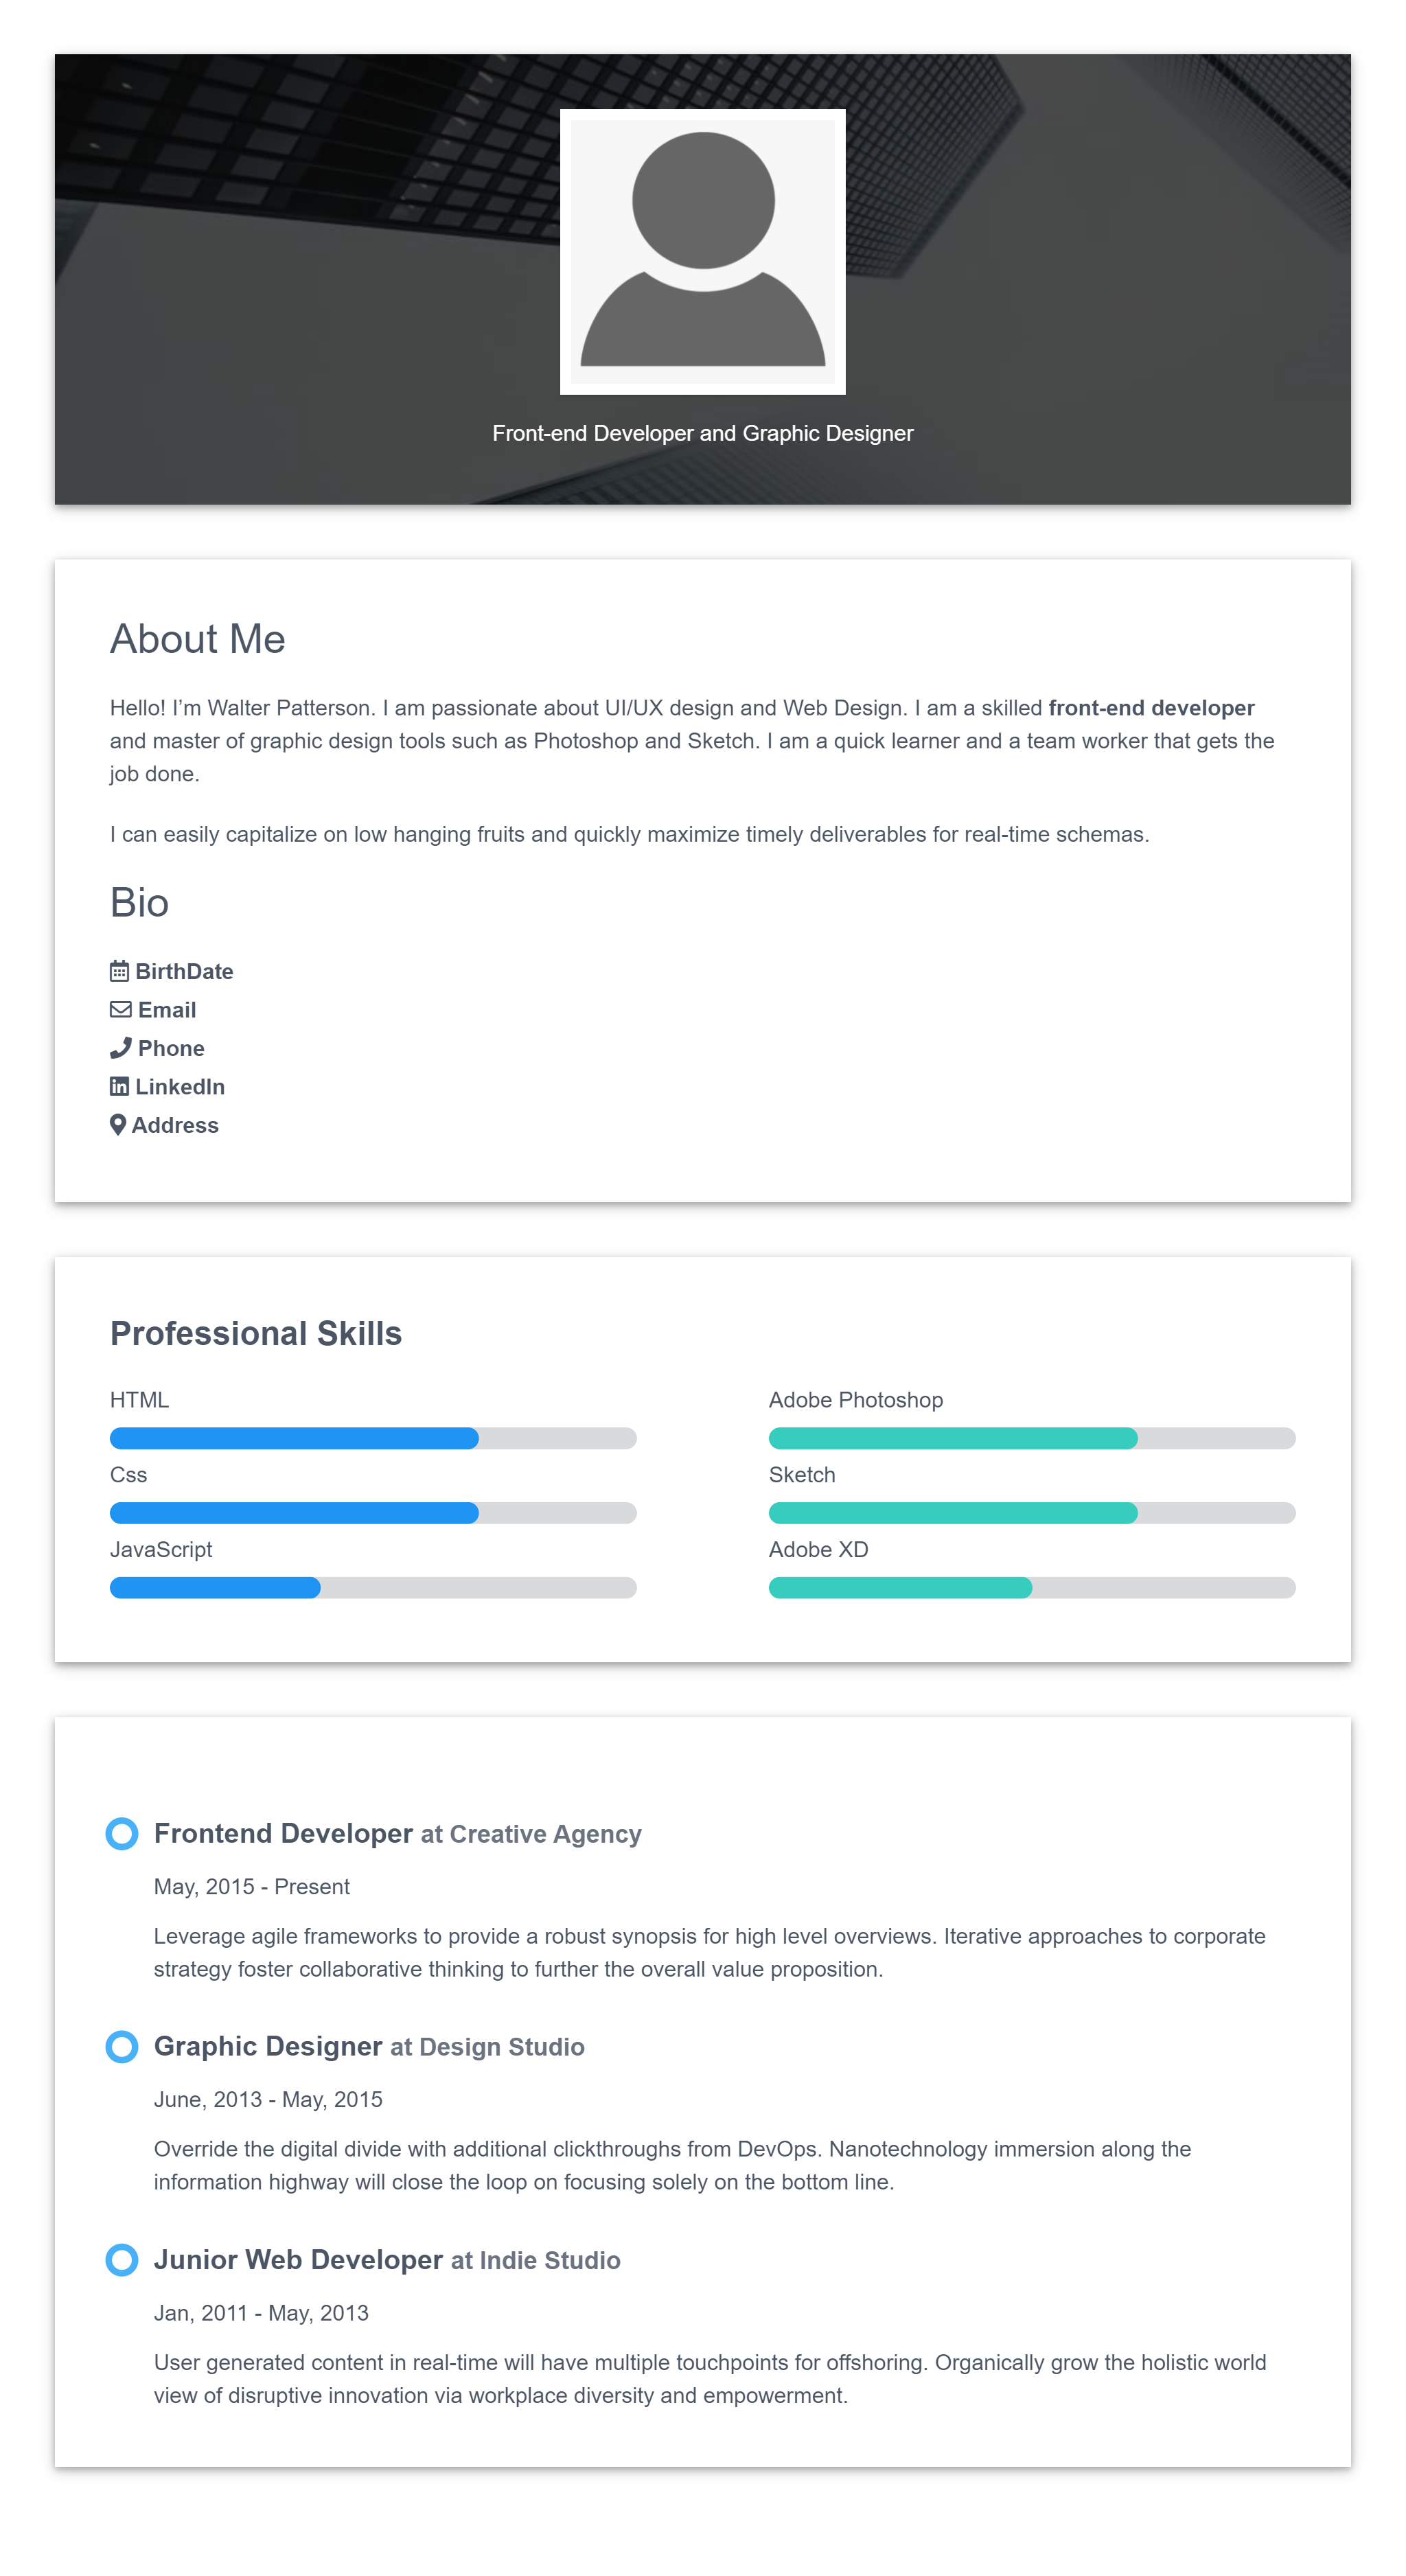 Front-end Developer and Graphic Designer
About Me
Hello! I’m Walter Patterson. I am passionate about UI/UX design and Web Design. I am a skilled front-end developer
and master of graphic design tools such as Photoshop and Sketch. I am a quick learner and a team worker that gets the
job done.
I can easily capitalize on low hanging fruits and quickly maximize timely deliverables for real-time schemas.
Bio
BirthDate
Email
Phone
LinkedIn
Address
Professional Skills
HTML
Css
JavaScript
Adobe Photoshop
Sketch
Adobe XD
Frontend Developer at Creative Agency
May, 2015 - Present
Leverage agile frameworks to provide a robust synopsis for high level overviews. Iterative approaches to corporate
strategy foster collaborative thinking to further the overall value proposition.
Graphic Designer at Design Studio
June, 2013 - May, 2015
Override the digital divide with additional clickthroughs from DevOps. Nanotechnology immersion along the
information highway will close the loop on focusing solely on the bottom line.
Junior Web Developer at Indie Studio
Jan, 2011 - May, 2013
User generated content in real-time will have multiple touchpoints for offshoring. Organically grow the holistic world
view of disruptive innovation via workplace diversity and empowerment.